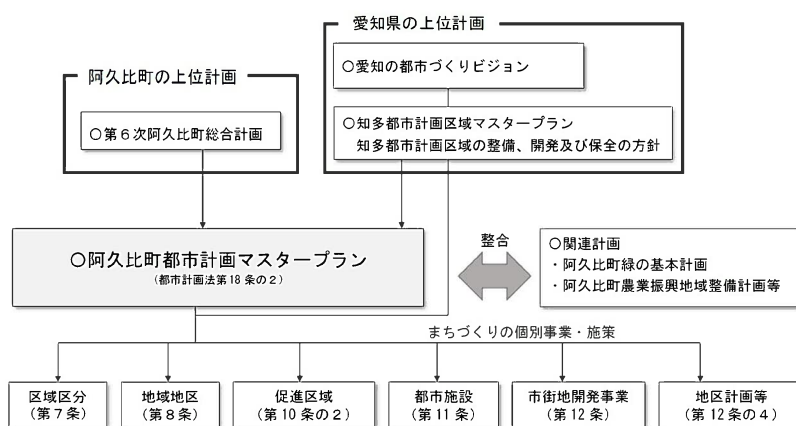 愛知県の上位計画
○愛知の都市づくりビジョン
○知多都市計画区域マスタープラン
知多都市計画区域の整備、開発及び保全の方針
阿久比町の上位計画
○第６次阿久比町総合計画
○阿久比町都市計画マスタープラン
(都市計画法第18条の２)
整合
○関連計画
・阿久比町緑の基本計画
・阿久比町農業振興地域整備計画等
まちづくりの個別事業・施策
区域区分
(第７条)
地域地区
(第８条)
促進区域
(第10条の２)
都市施設
(第11条)
市街地開発事業
(第12条)
地区計画等
(第12条の４)